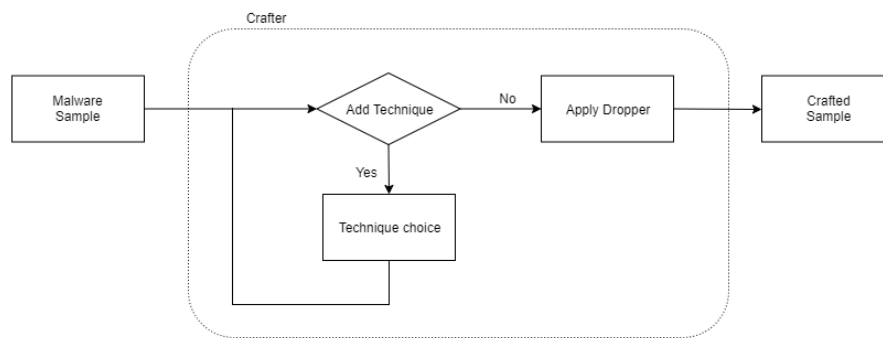 Crafter
Malware
Sample
Add Technique
No
Apply Dropper
Crafted
Sample
Yes
Technique choice